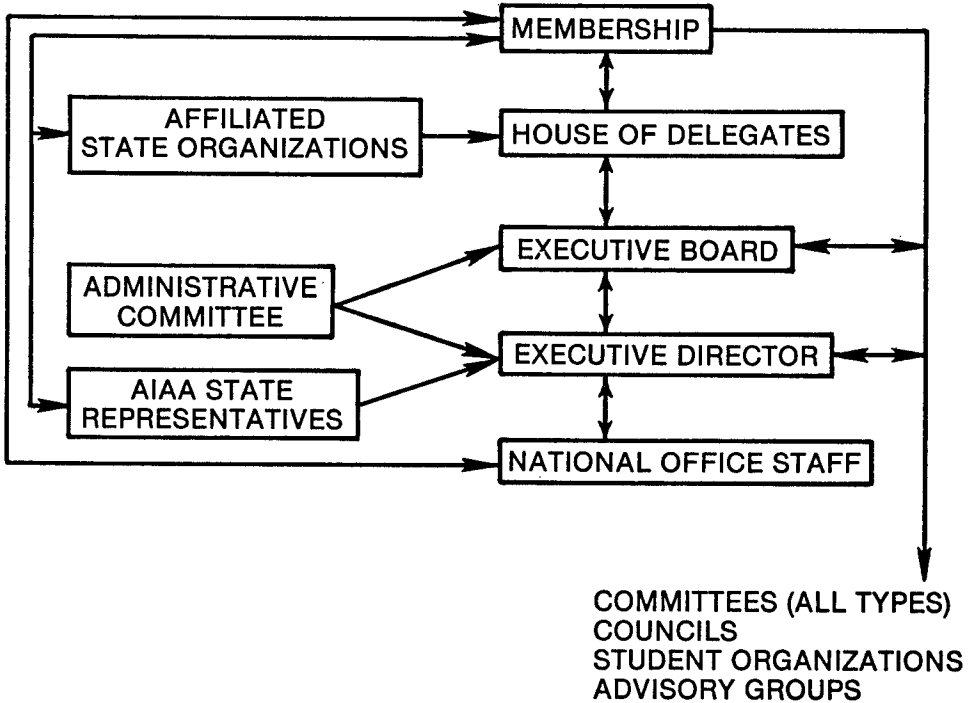 MEMBERSHIP
AFFILIATED
STATE ORGANIZATIONS
HOUSE OF DELEGATES
EXECUTIVE BOARD
ADMINISTRATIVE
COMMITTEE
EXECUTIVE DIRECTOR
AIAA STATE
REPRESENTATIVES
NATIONAL OFFICE STAFF
COMMITTEES (ALL TYPES)
COUNCILS
STUDENT ORGANIZATIONS
ADVISORY GROUPS